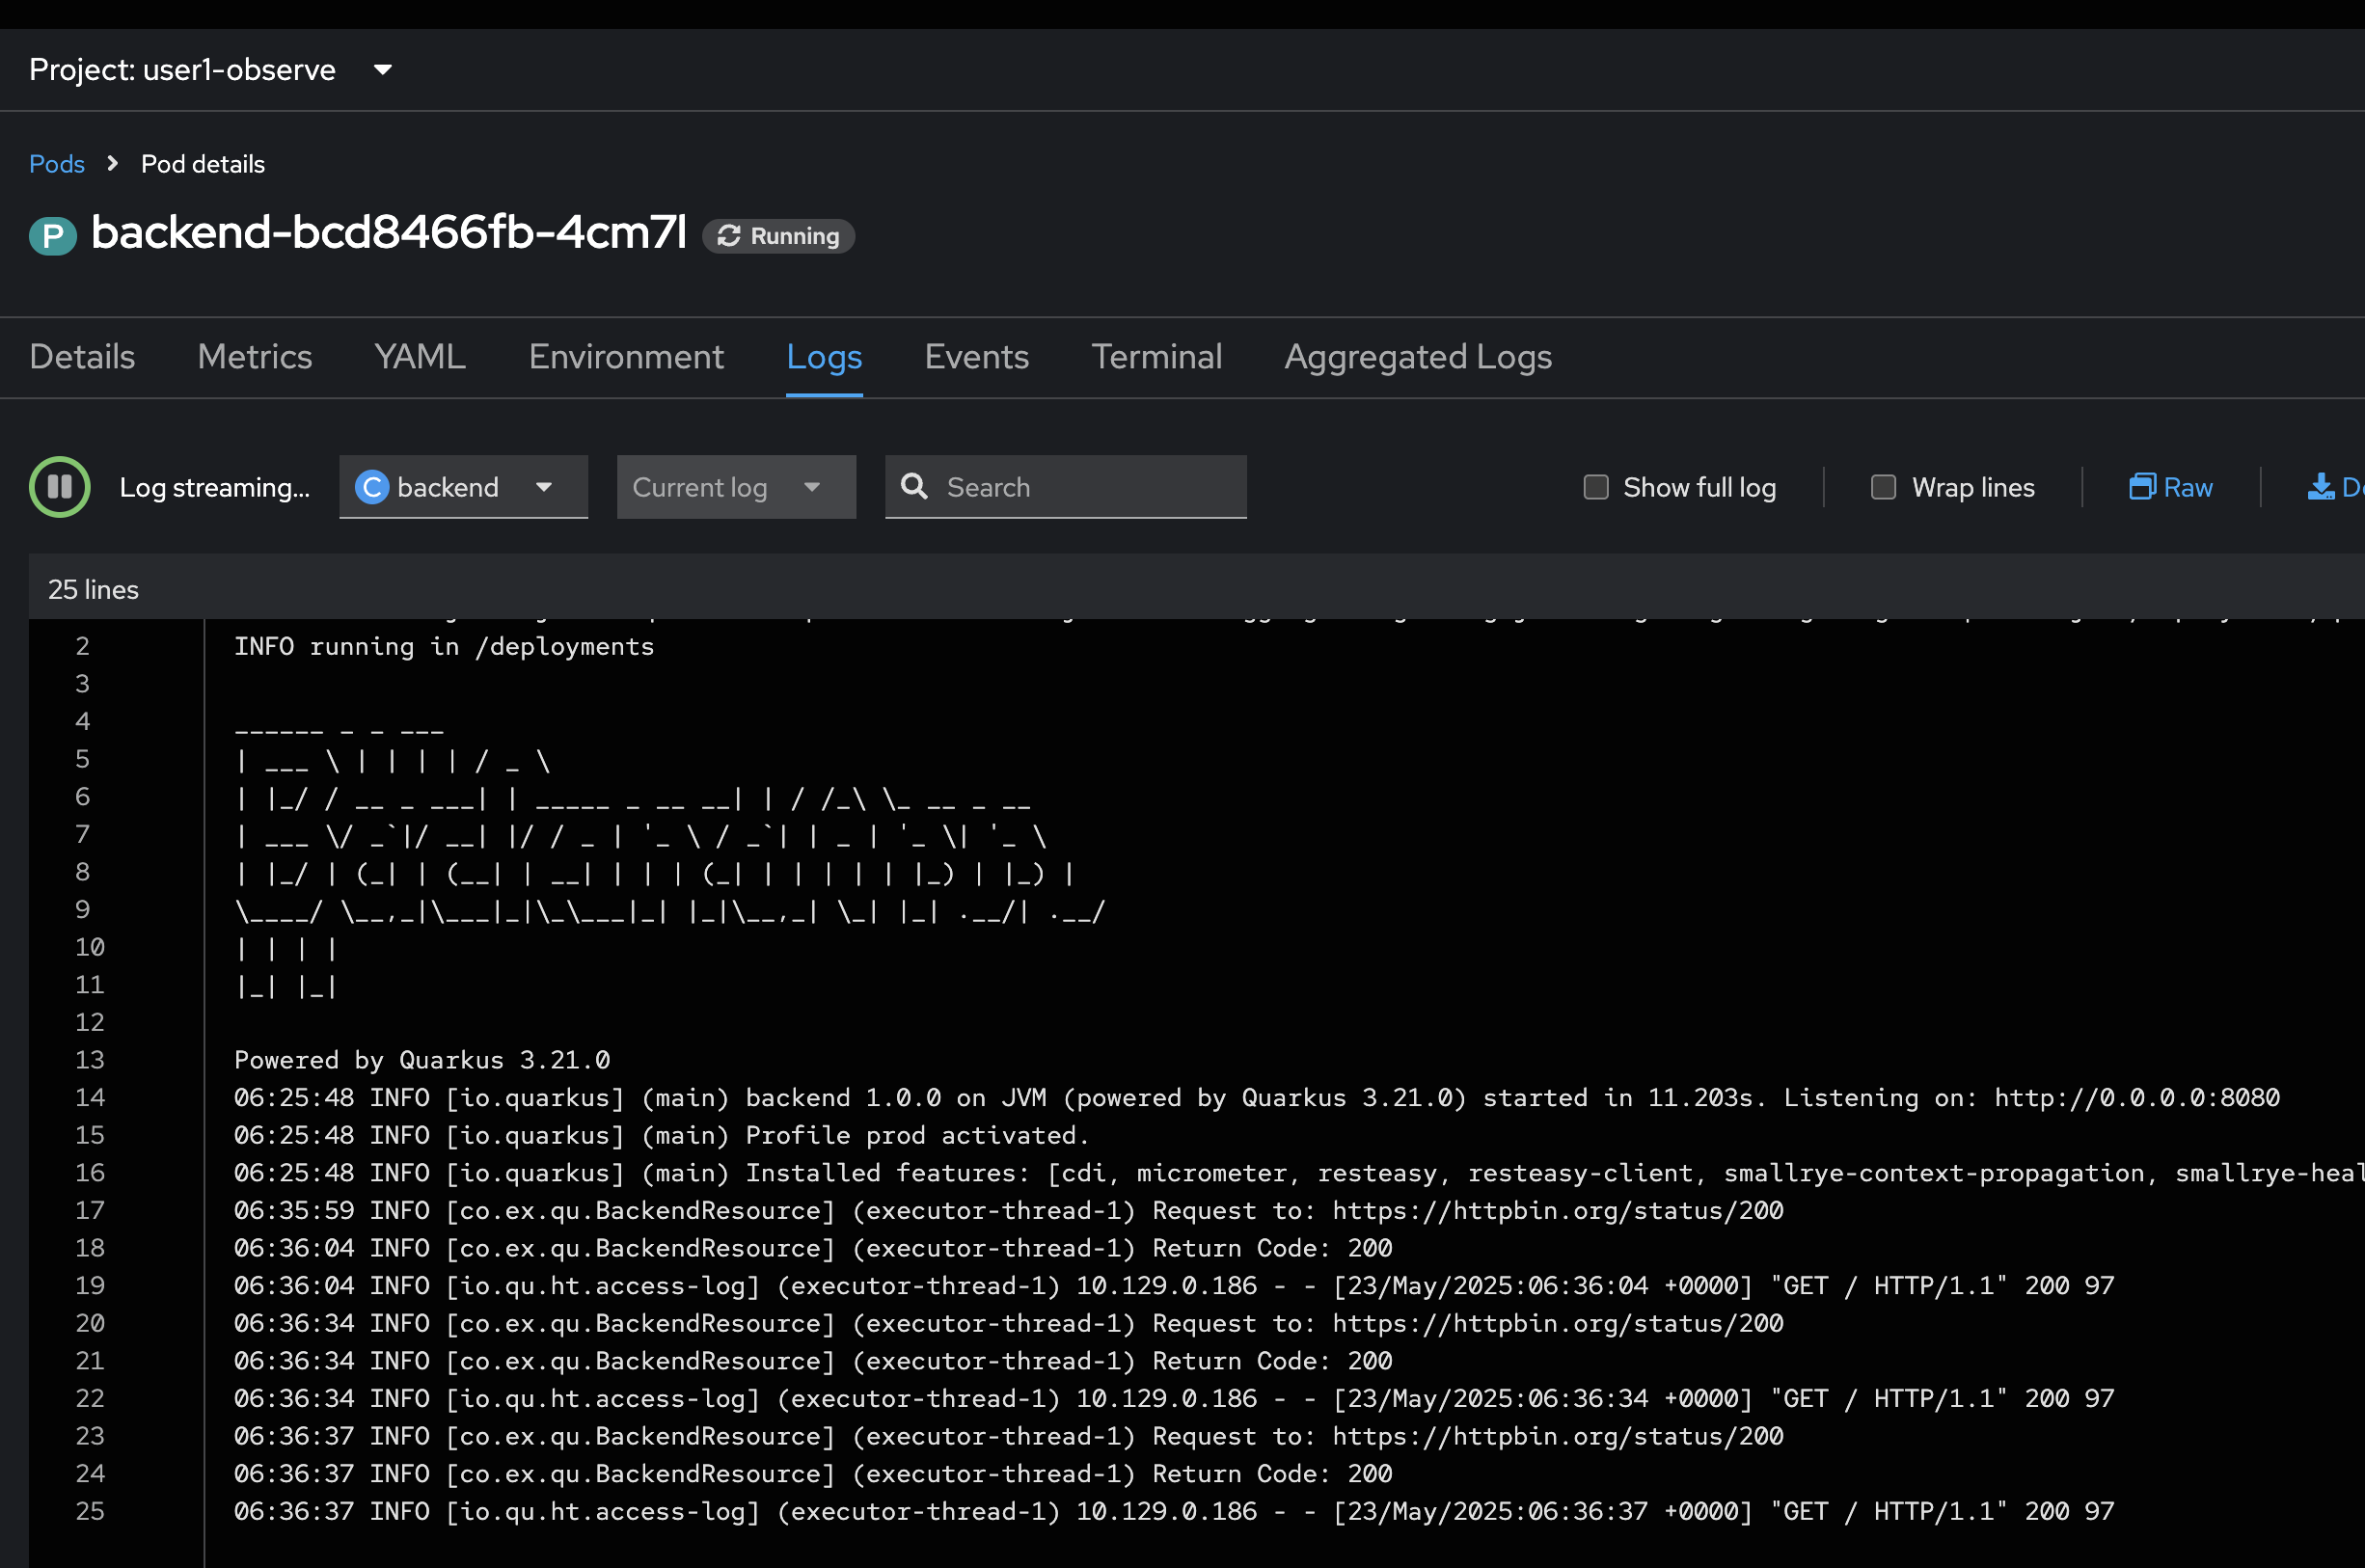 Project: user1-observe
Pods > Pod details
P backend-bcd8466fb-4cm7l Running
Details Metrics YAML Environment Logs Events Terminal Aggregated Logs
Log streaming... C backend Current log Search Show full log Wrap lines Raw
25 lines
2 INFO running in /deployments
3
4 ______ _ _ ___
5 | ___ \ | | | | / _ \
6 | |_/ / __ _ ___| | _____ _ __ __| | / /_\ \_ __ _ __
7 | ___ \/ _`|/ __| |/ / _ | '_ \ / _`| | _ | '_ \| '_ \
8 | |_/ | (_| | (__| | __| | | | (_| | | | | | |_) | |_) |
9 \____/ \__,_|\___|_|\_\___|_| |_|\__,_| \_| |_| .__/| .__/
10 | | | |
11 |_| |_|
12
13 Powered by Quarkus 3.21.0
14 06:25:48 INFO [io.quarkus] (main) backend 1.0.0 on JVM (powered by Quarkus 3.21.0) started in 11.203s. Listening on: http://0.0.0.0:8080
15 06:25:48 INFO [io.quarkus] (main) Profile prod activated.
16 06:25:48 INFO [io.quarkus] (main) Installed features: [cdi, micrometer, resteasy, resteasy-client, smallrye-context-propagation, smallrye-heal
17 06:35:59 INFO [co.ex.qu.BackendResource] (executor-thread-1) Request to: https://httpbin.org/status/200
18 06:36:04 INFO [co.ex.qu.BackendResource] (executor-thread-1) Return Code: 200
19 06:36:04 INFO [io.qu.ht.access-log] (executor-thread-1) 10.129.0.186 - - [23/May/2025:06:36:04 +0000] "GET / HTTP/1.1" 200 97
20 06:36:34 INFO [co.ex.qu.BackendResource] (executor-thread-1) Request to: https://httpbin.org/status/200
21 06:36:34 INFO [co.ex.qu.BackendResource] (executor-thread-1) Return Code: 200
22 06:36:34 INFO [io.qu.ht.access-log] (executor-thread-1) 10.129.0.186 - - [23/May/2025:06:36:34 +0000] "GET / HTTP/1.1" 200 97
23 06:36:37 INFO [co.ex.qu.BackendResource] (executor-thread-1) Request to: https://httpbin.org/status/200
24 06:36:37 INFO [co.ex.qu.BackendResource] (executor-thread-1) Return Code: 200
25 06:36:37 INFO [io.qu.ht.access-log] (executor-thread-1) 10.129.0.186 - - [23/May/2025:06:36:37 +0000] "GET / HTTP/1.1" 200 97